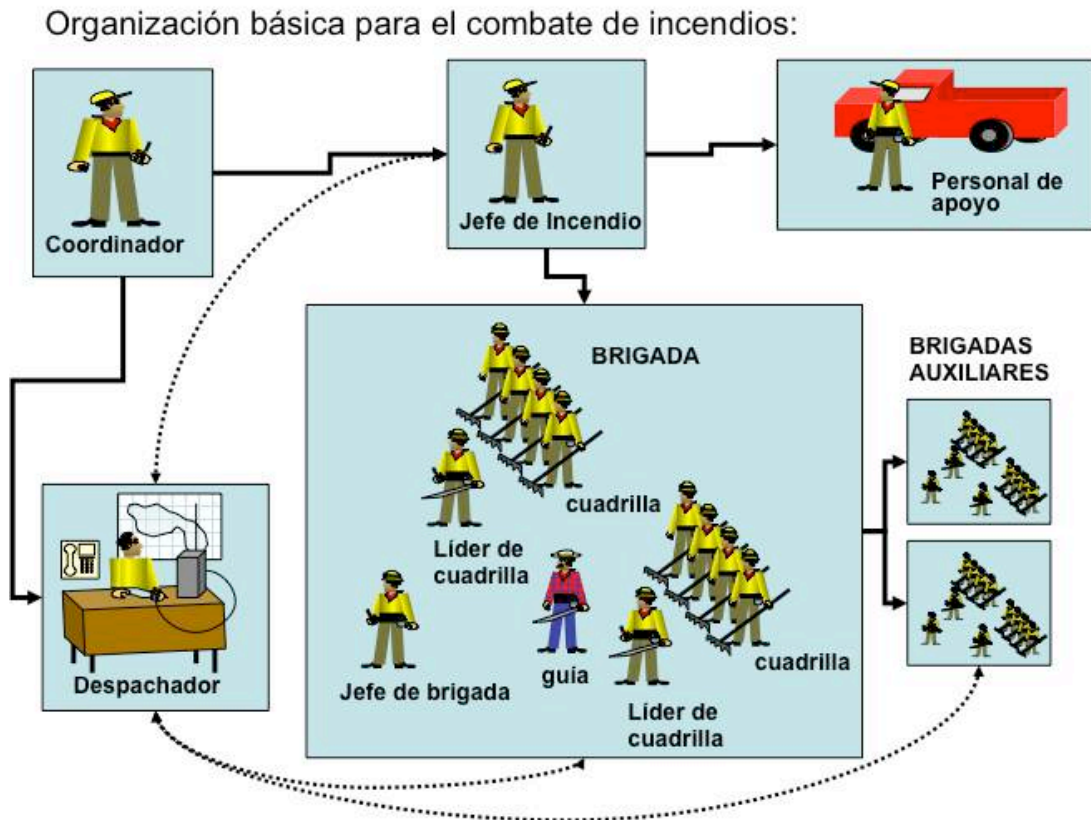 Organización básica para el combate de incendios:
Coordinador
Jefe de Incendio
Personal de
apoyo
BRIGADA
BRIGADAS
AUXILIARES
cuadrilla
Líder de
cuadrilla
Despachador
Jefe de brigada
guía
cuadrilla
Líder de
cuadrilla